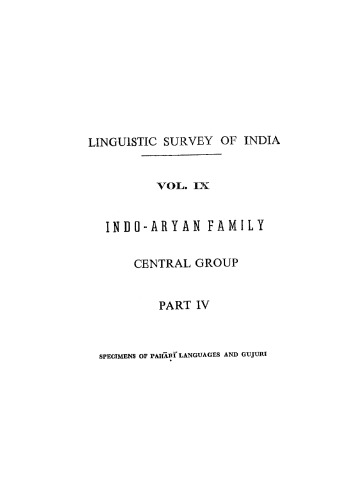 LINGUISTIC SURVEY OF INDIA
VOL. IX
INDO-ARYAN FAMILY
CENTRAL GROUP
PART IV
SPECIMENS OF PAHĀṚĪ LANGUAGES AND GUJURI